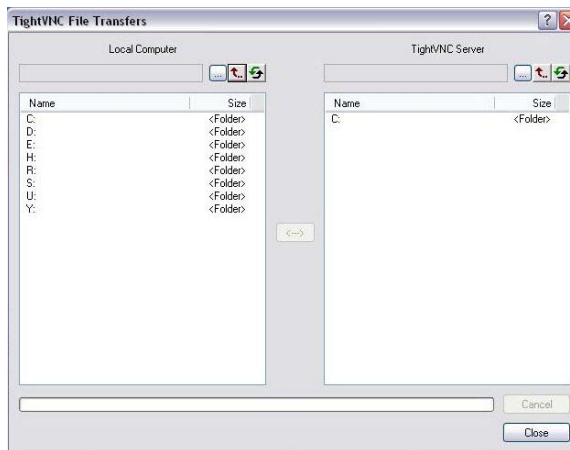 TightVNC File Transfers
Local Computer
TightVNC Server
...
...
Name Size
C: <Folder>
D: <Folder>
E: <Folder>
H: <Folder>
R: <Folder>
S: <Folder>
U: <Folder>
Y: <Folder>
Name Size
C: <Folder>
<--->
Cancel
Close